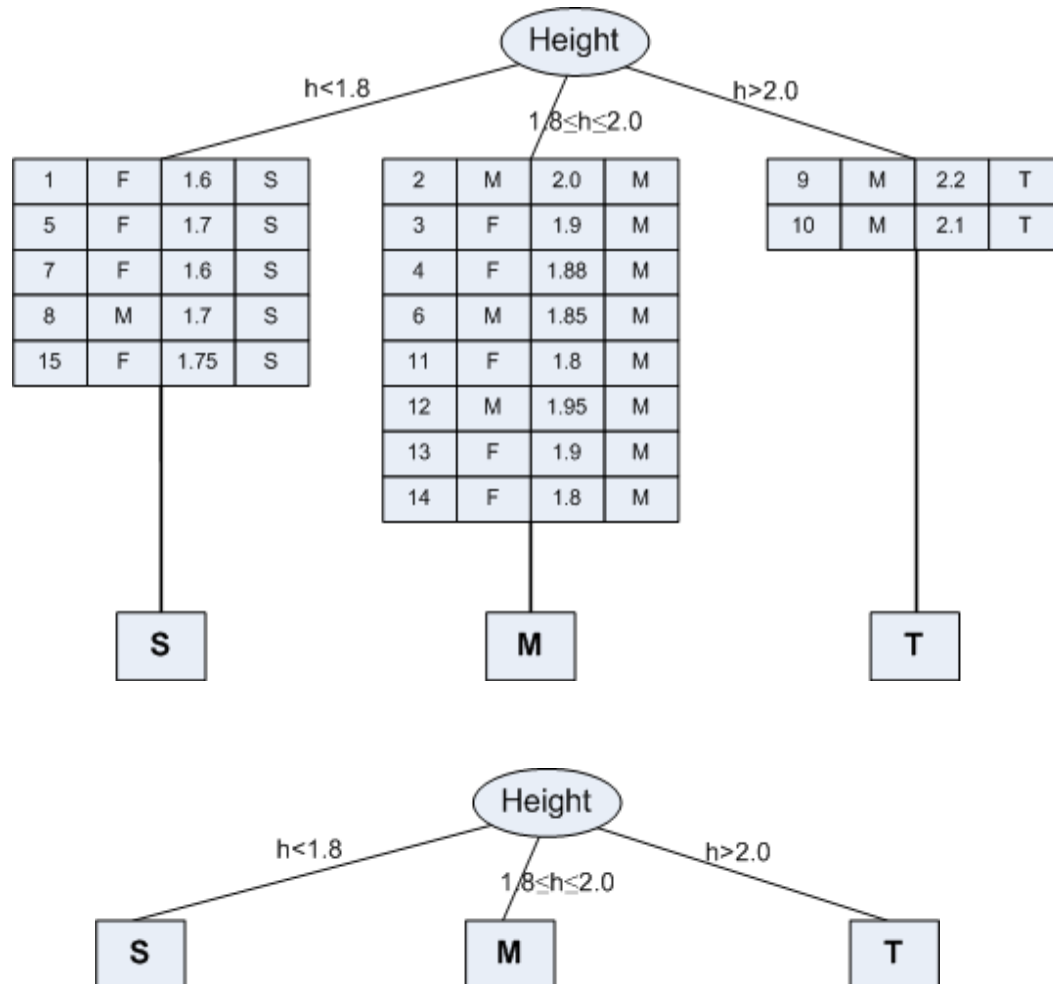 Height
h<1.8
1.8≤h≤2.0
h>2.0
1 F 1.6 S
5 F 1.7 S
7 F 1.6 S
8 M 1.7 S
15 F 1.75 S
2 M 2.0 M
3 F 1.9 M
4 F 1.88 M
6 M 1.85 M
11 F 1.8 M
12 M 1.95 M
13 F 1.9 M
14 F 1.8 M
9 M 2.2 T
10 M 2.1 T
S
M
T
Height
h<1.8
1.8≤h≤2.0
h>2.0
S
M
T